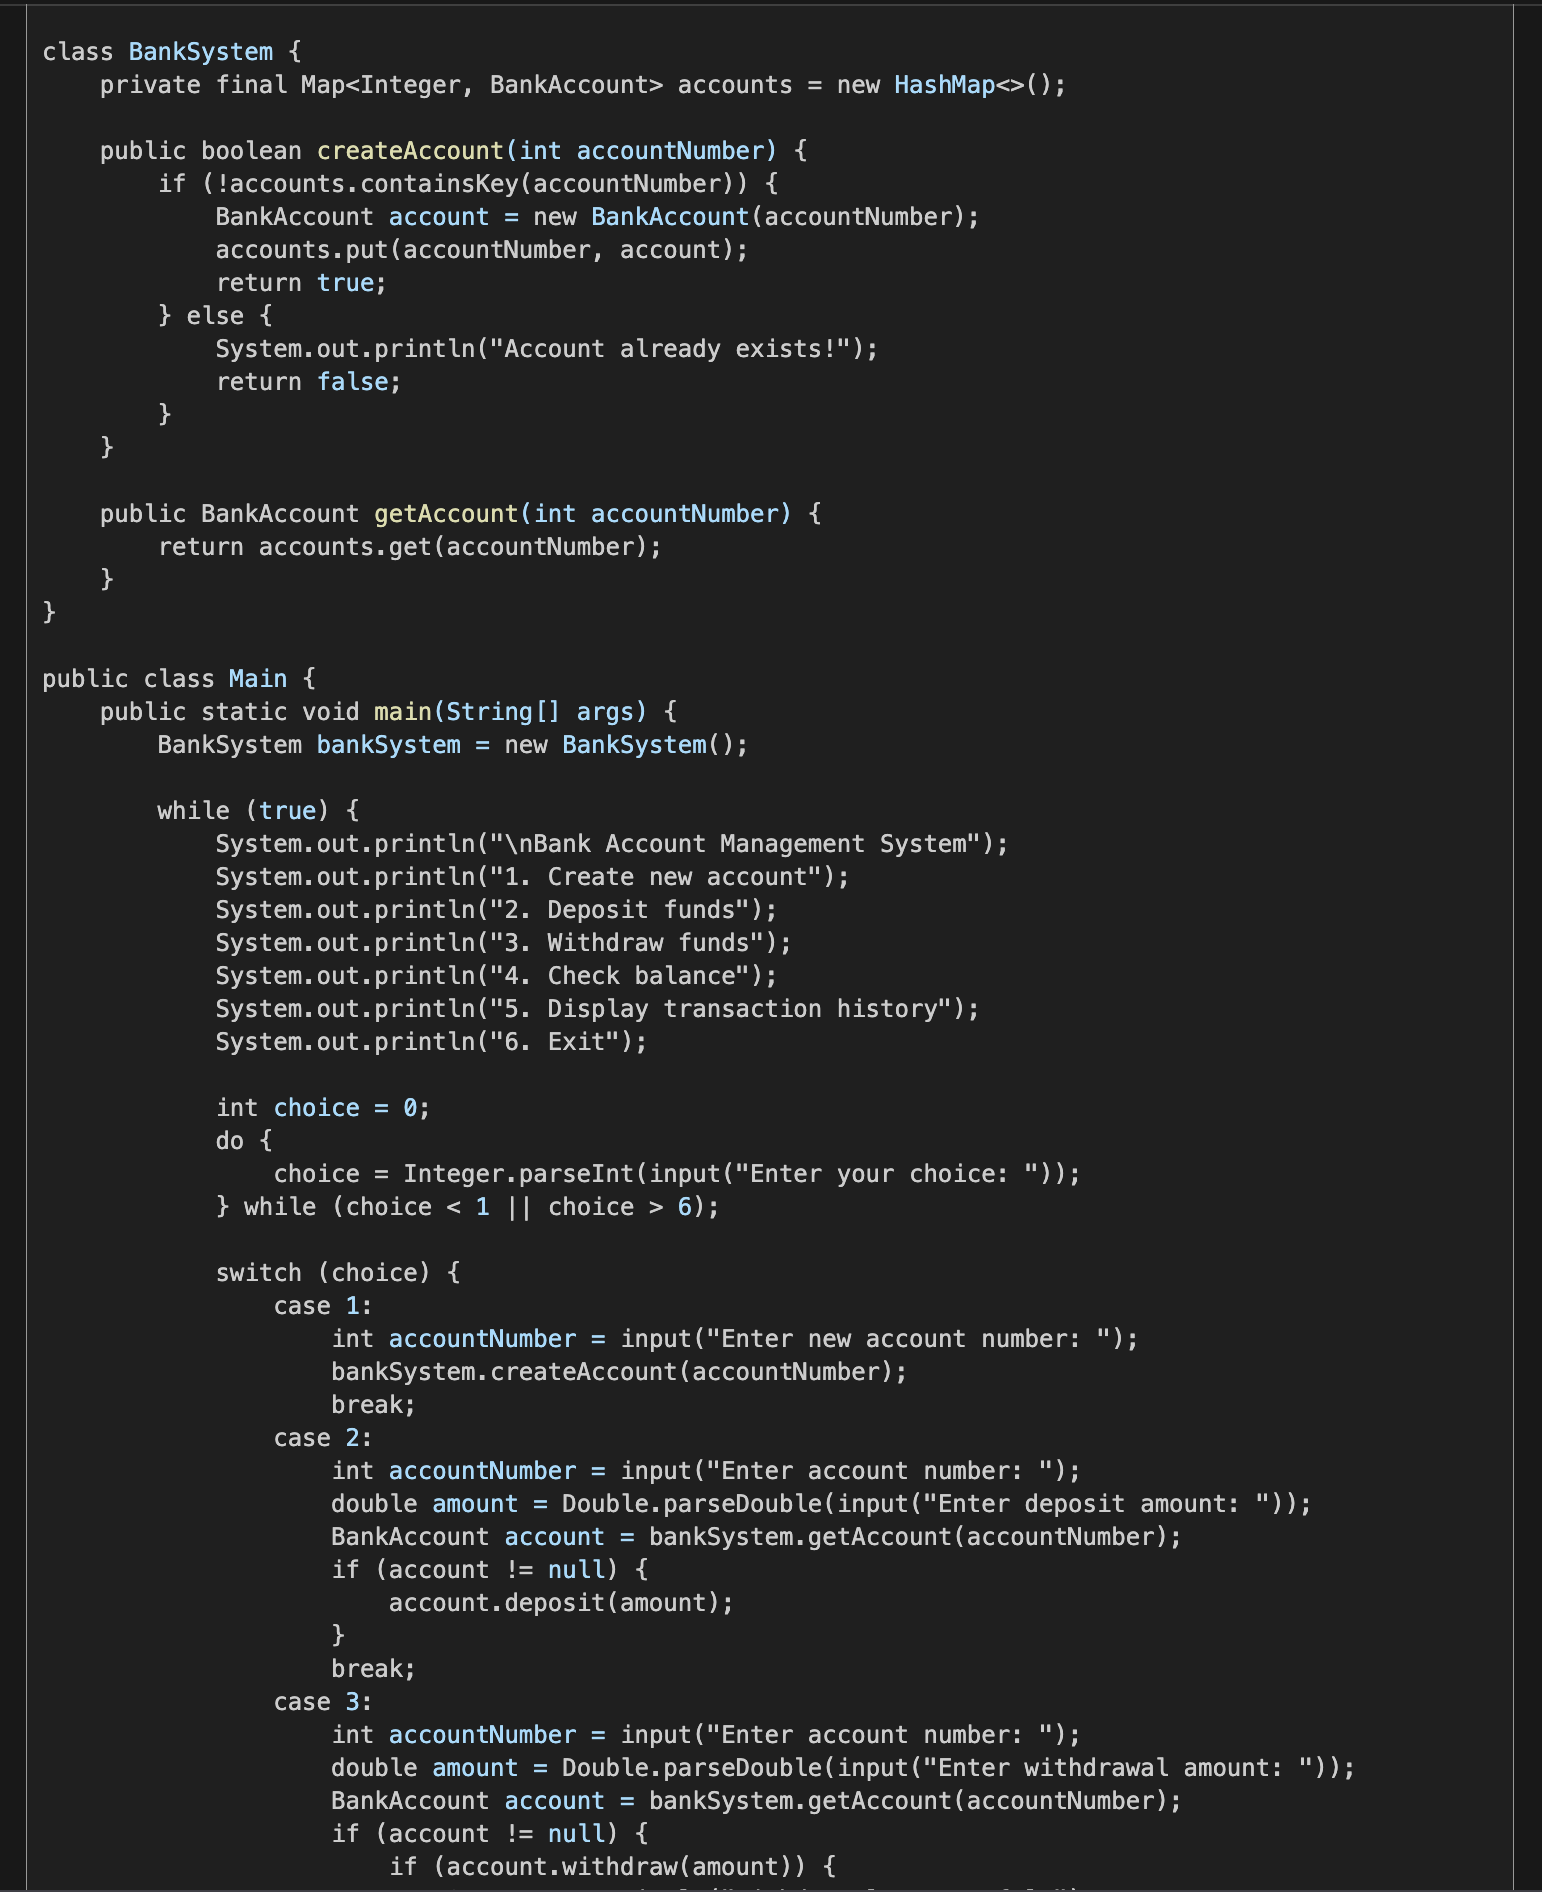 class BankSystem {
    private final Map<Integer, BankAccount> accounts = new HashMap<>();

    public boolean createAccount(int accountNumber) {
        if (!accounts.containsKey(accountNumber)) {
            BankAccount account = new BankAccount(accountNumber);
            accounts.put(accountNumber, account);
            return true;
        } else {
            System.out.println("Account already exists!");
            return false;
        }
    }

    public BankAccount getAccount(int accountNumber) {
        return accounts.get(accountNumber);
    }
}

public class Main {
    public static void main(String[] args) {
        BankSystem bankSystem = new BankSystem();

        while (true) {
            System.out.println("\nBank Account Management System");
            System.out.println("1. Create new account");
            System.out.println("2. Deposit funds");
            System.out.println("3. Withdraw funds");
            System.out.println("4. Check balance");
            System.out.println("5. Display transaction history");
            System.out.println("6. Exit");

            int choice = 0;
            do {
                choice = Integer.parseInt(input("Enter your choice: "));
            } while (choice < 1 || choice > 6);

            switch (choice) {
                case 1:
                    int accountNumber = input("Enter new account number: ");
                    bankSystem.createAccount(accountNumber);
                    break;
                case 2:
                    int accountNumber = input("Enter account number: ");
                    double amount = Double.parseDouble(input("Enter deposit amount: "));
                    BankAccount account = bankSystem.getAccount(accountNumber);
                    if (account != null) {
                        account.deposit(amount);
                    }
                    break;
                case 3:
                    int accountNumber = input("Enter account number: ");
                    double amount = Double.parseDouble(input("Enter withdrawal amount: "));
                    BankAccount account = bankSystem.getAccount(accountNumber);
                    if (account != null) {
                        if (account.withdraw(amount)) {